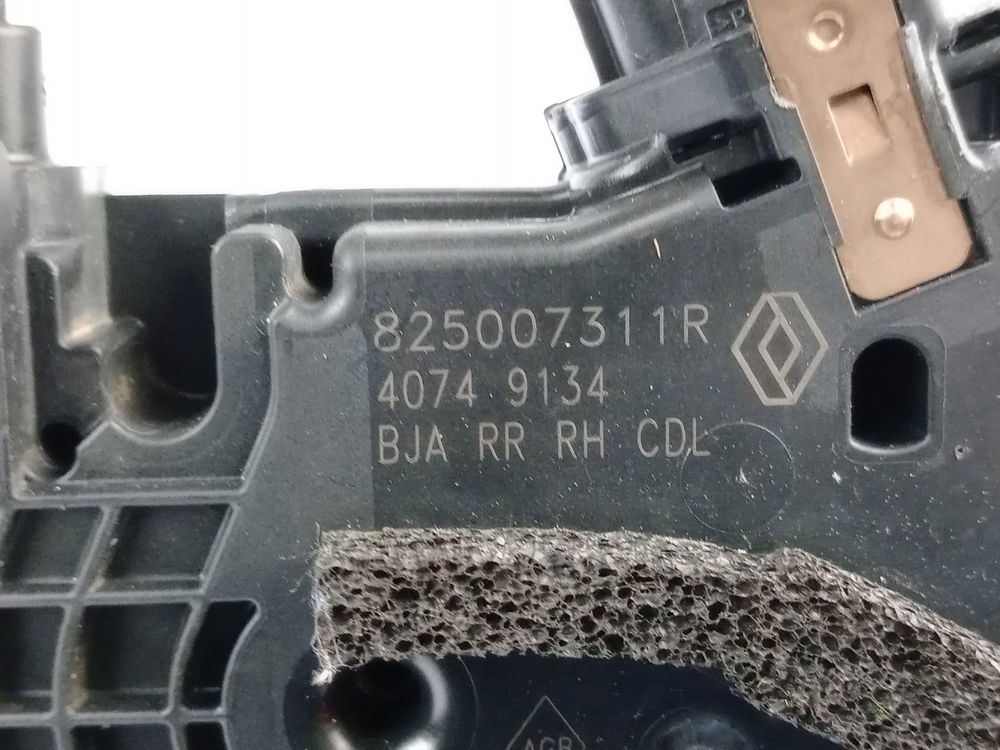 825007311R
4074 9134
BJA RR RH CDL